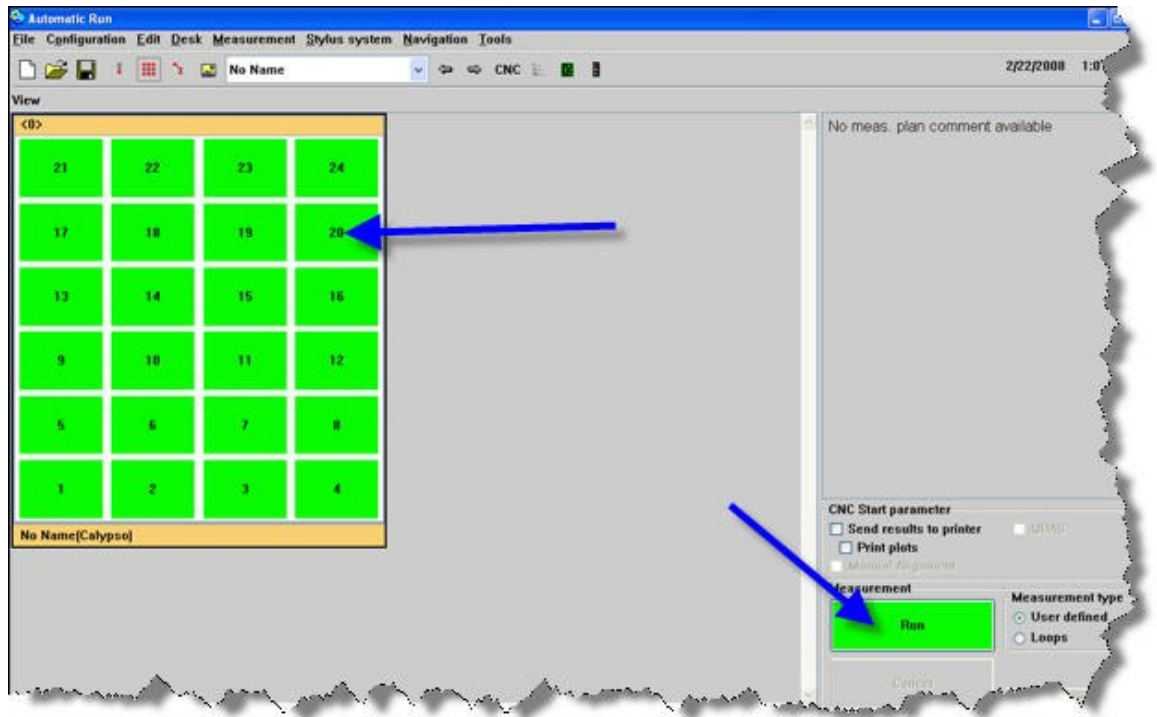 Automatic Run
File Configuration Edit Desk Measurement Stylus system Navigation Tools
No Name CNC 2/22/2008
View
<0>
21 22 23 24
17 18 19 20
13 14 15 16
9 10 11 12
5 6 7 8
1 2 3 4
No Name(Calypso)
No meas. plan comment available
CNC Start parameter
Send results to printer
Print plots
Manual Alignment
Measurement
Run
Cancel
Measurement type
User defined
Loops